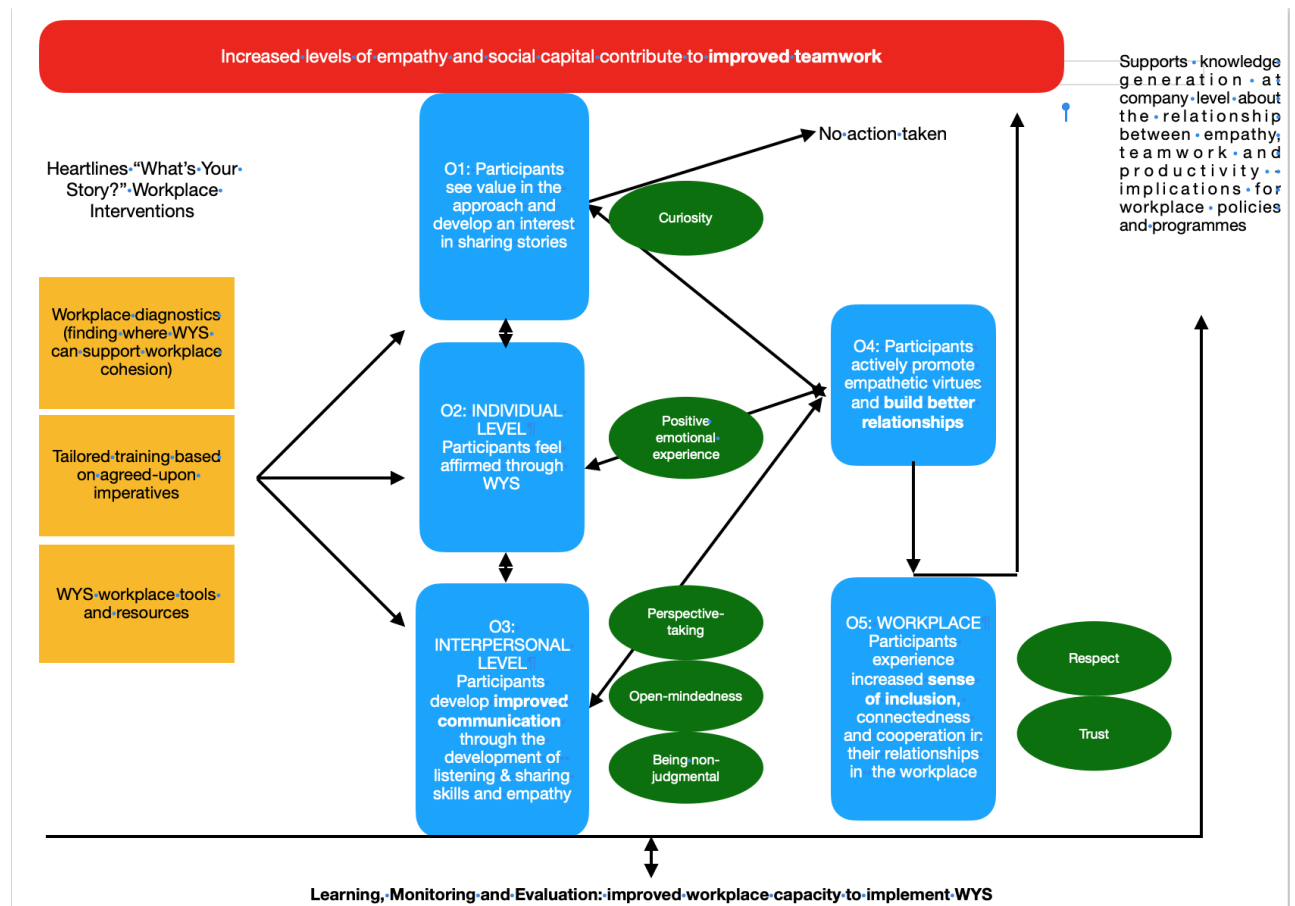 Increased levels of empathy and social capital contribute to improved teamwork
Supports knowledge
generation at
company level about
the relationship
between empathy,
teamwork and
productivity -
implications for
workplace policies
and programmes
Heartlines “What’s Your
Story?” Workplace
Interventions
Workplace diagnostics
(finding where WYS
can support workplace
cohesion)
Tailored training based
on agreed-upon
imperatives
WYS workplace tools
and resources
O1: Participants
see value in the
approach and
develop an interest
in sharing stories
O2: INDIVIDUAL
LEVEL
Participants feel
affirmed through
WYS
O3:
INTERPERSONAL
LEVEL
Participants
develop improved
communication
through the
development of
listening & sharing
skills and empathy
No action taken
Curiosity
Positive
emotional
experience
Perspective-
taking
Open-mindedness
Being non-
judgmental
O4: Participants
actively promote
empathetic virtues
and build better
relationships
O5: WORKPLACE
Participants
experience
increased sense
of inclusion,
connectedness
and cooperation in
their relationships
in the workplace
Respect
Trust
Learning, Monitoring and Evaluation: improved workplace capacity to implement WYS